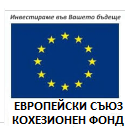 Инвестираме във Вашето бъдеще
ЕВРОПЕЙСКИ СЪЮЗ
КОХЕЗИОНЕН ФОНД